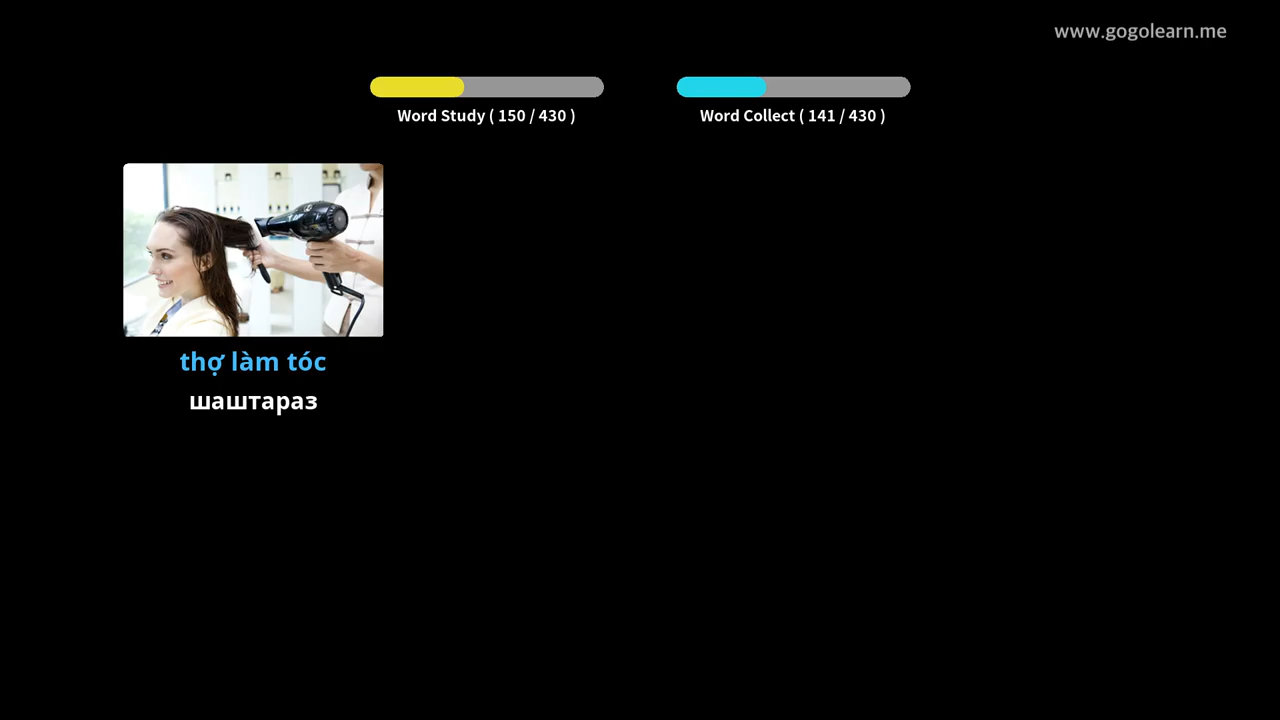 www.gogolearn.me
Word Study ( 150 / 430 )
Word Collect ( 141 / 430 )
thợ làm tóc
шаштараз